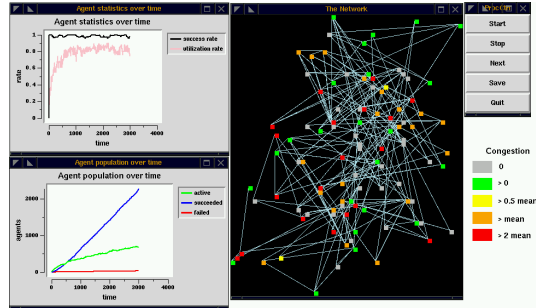 Agent statistics over time
Agent statistics over time
success rate
utilization rate
1
0.8
0.6
0.4
0.2
0
rate
0 1000 2000 3000 4000
time
Agent population over time
Agent population over time
active
succeeded
failed
2000
1000
0
agents
0 1000 2000 3000 4000
time
The Network
Start
Stop
Next
Save
Quit
Congestion
0
> 0
> 0.5 mean
> mean
> 2 mean